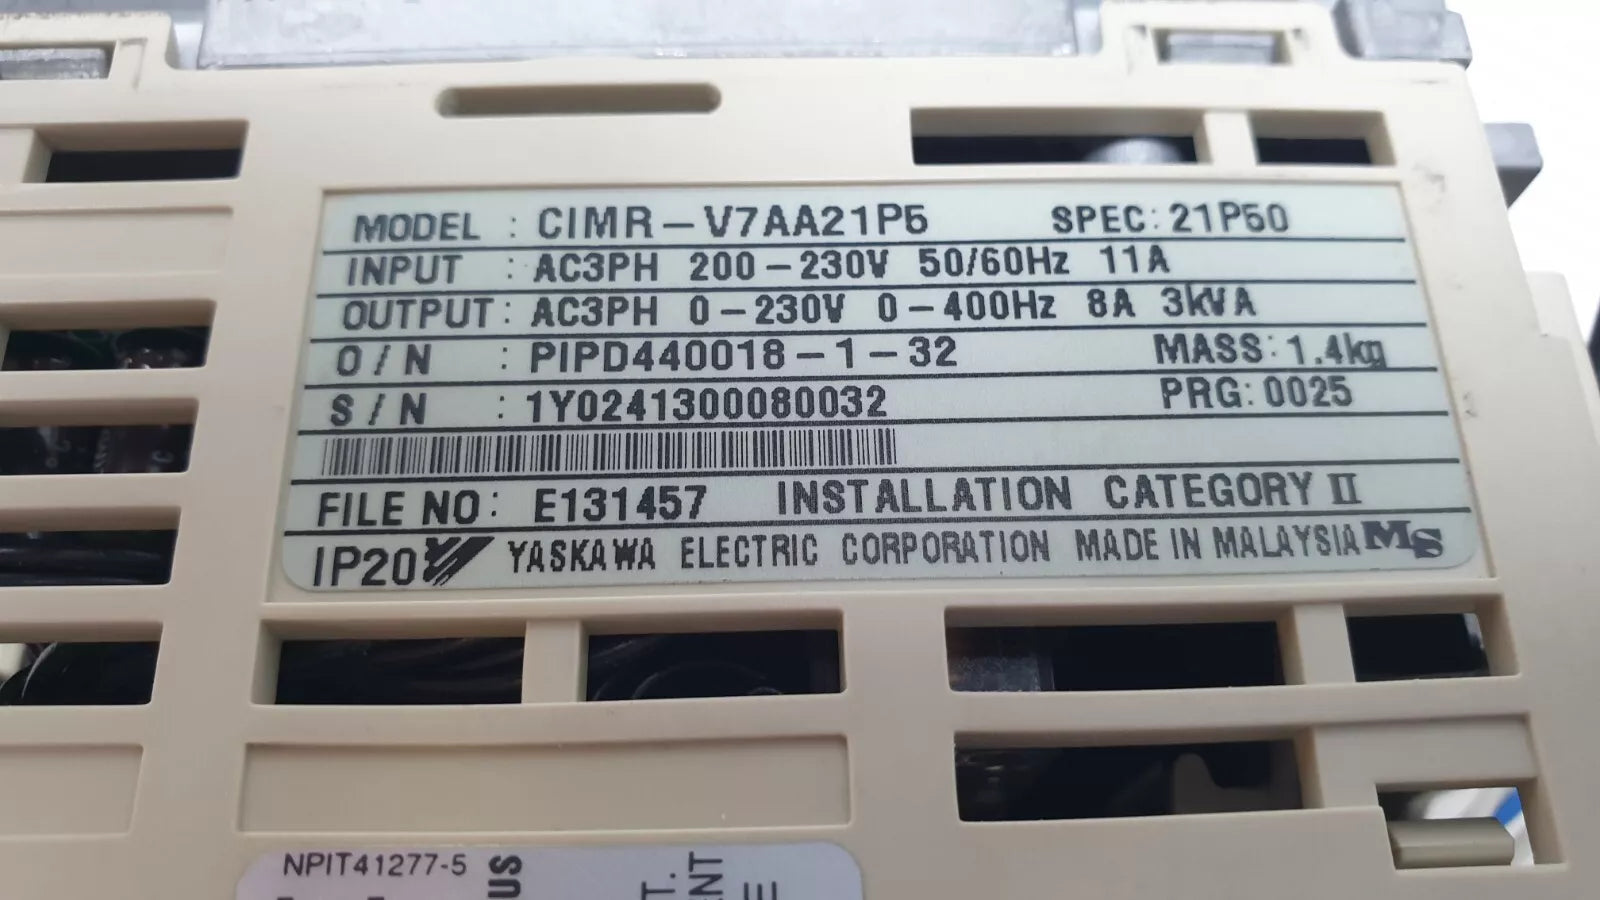 MODEL : CIMR-V7AA21P5 SPEC: 21P50
INPUT : AC3PH 200-230V 50/60Hz 11A
OUTPUT: AC3PH 0-230V 0-400Hz 8A 3kVA
O/N : PIPD440018-1-32 MASS: 1.4kg
S/N : 1Y0241300080032 PRG: 0025
FILE NO: E131457 INSTALLATION CATEGORY II
IP20 YASKAWA ELECTRIC CORPORATION MADE IN MALAYSIA MS
NPIT41277-5
US